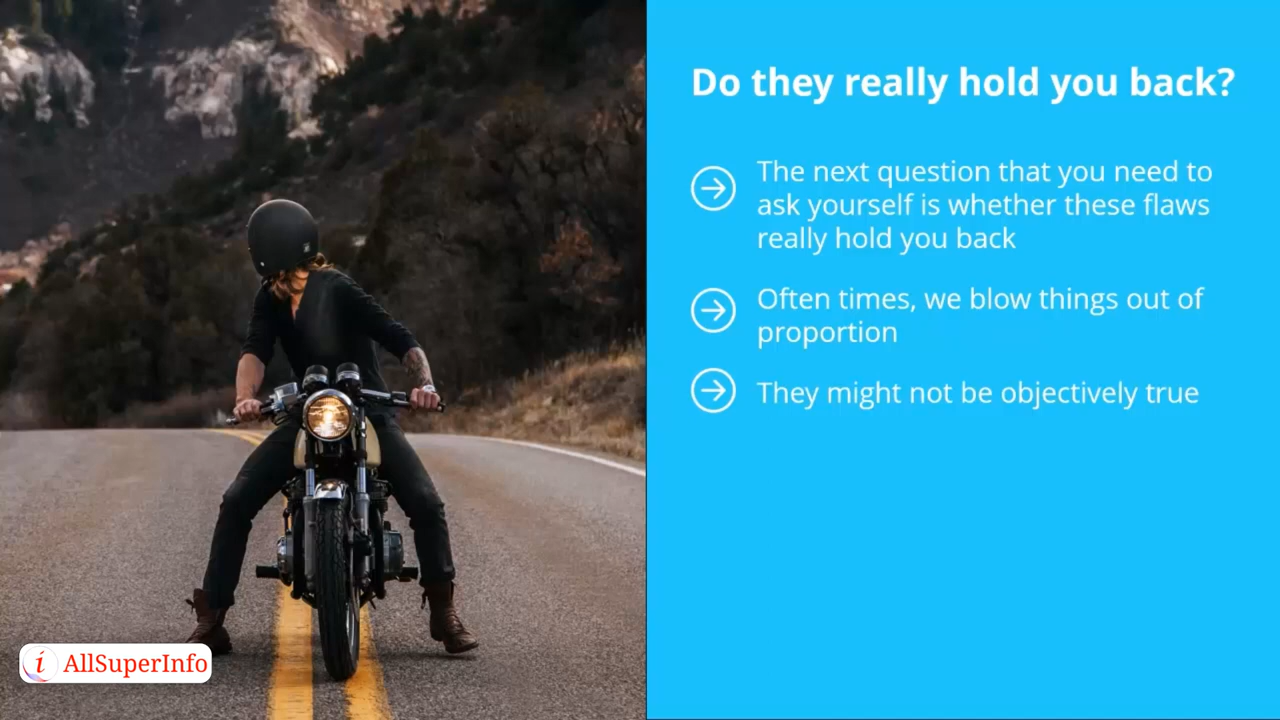 Do they really hold you back?
The next question that you need to
ask yourself is whether these flaws
really hold you back
Often times, we blow things out of
proportion
They might not be objectively true
i AllSuperInfo